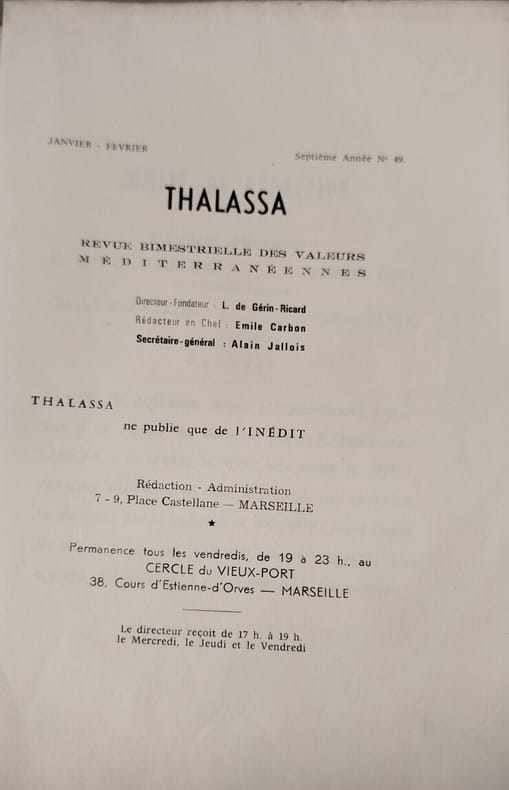 JANVIER - FEVRIER
Septième Année N° 49.
THALASSA
REVUE BIMESTRIELLE DES VALEURS
MÉDITERRANÉENNES
Directeur-Fondateur : L. de Gérin-Ricard
Rédacteur en Chef : Emile Carbon
Secrétaire-général : Alain Jallois
THALASSA
ne publie que de l'INÉDIT
Rédaction - Administration
7 - 9, Place Castellane — MARSEILLE
★
Permanence tous les vendredis, de 19 à 23 h., au
CERCLE du VIEUX-PORT
38, Cours d'Estienne-d'Orves — MARSEILLE
Le directeur reçoit de 17 h. à 19 h.
le Mercredi, le Jeudi et le Vendredi